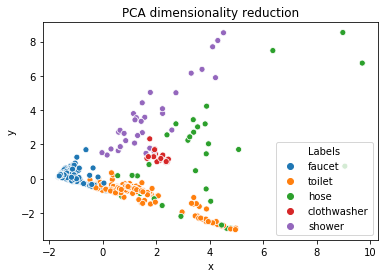 PCA dimensionality reduction
y
8
6
4
2
0
−2
Labels
faucet
toilet
hose
clothwasher
shower
−2
0
2
4
6
8
10
x